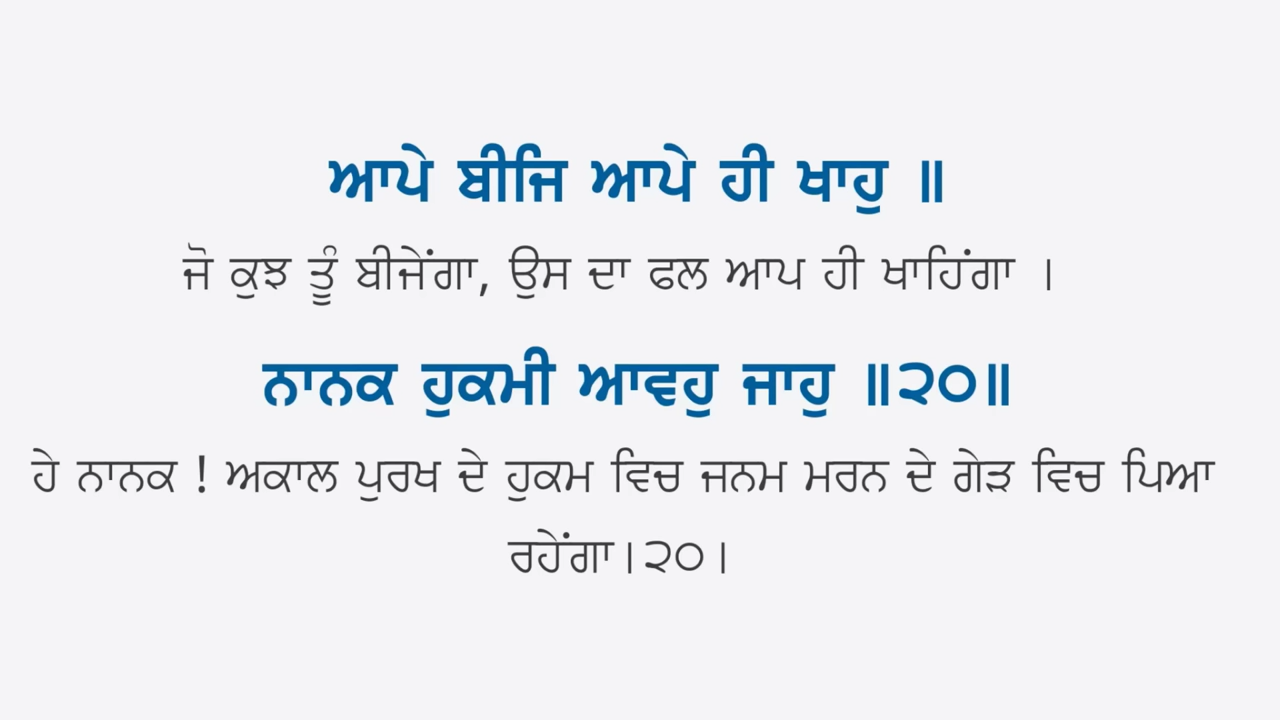 ਆਪੇ ਬੀਜਿ ਆਪੇ ਹੀ ਖਾਹੁ ॥
ਜੋ ਕੁਝ ਤੂੰ ਬੀਜੇਂਗਾ, ਉਸ ਦਾ ਫਲ ਆਪ ਹੀ ਖਾਹਿਂਗਾ ।
ਨਾਨਕ ਹੁਕਮੀ ਆਵਹੁ ਜਾਹੁ ॥੨੦॥
ਹੇ ਨਾਨਕ ! ਅਕਾਲ ਪੁਰਖ ਦੇ ਹੁਕਮ ਵਿਚ ਜਨਮ ਮਰਨ ਦੇ ਗੇੜ ਵਿਚ ਪਿਆ
ਰਹੇਂਗਾ।੨੦।